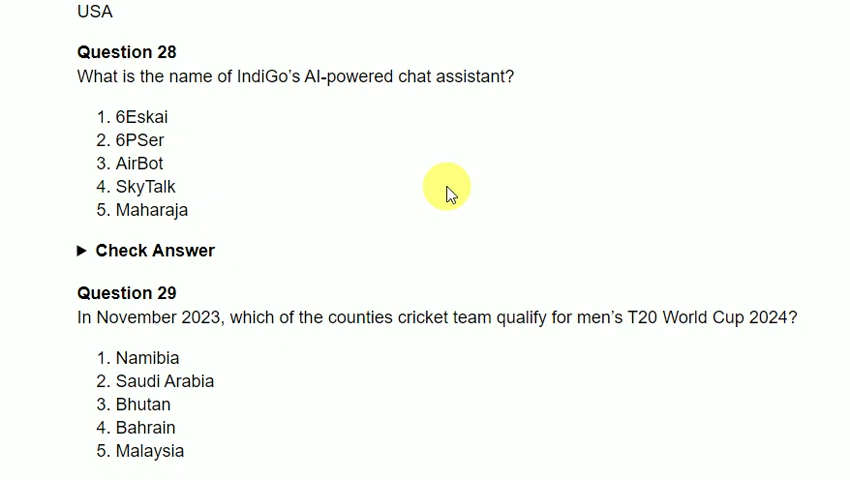 USA
Question 28
What is the name of IndiGo's AI-powered chat assistant?
1. 6Eskai
2. 6PSer
3. AirBot
4. SkyTalk
5. Maharaja
▶ Check Answer
Question 29
In November 2023, which of the counties cricket team qualify for men's T20 World Cup 2024?
1. Namibia
2. Saudi Arabia
3. Bhutan
4. Bahrain
5. Malaysia